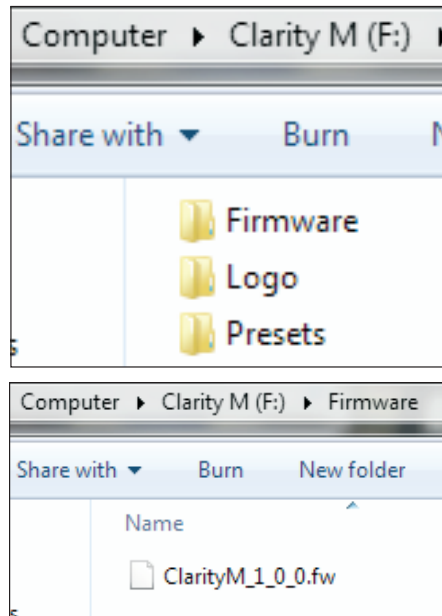 Computer ▸ Clarity M (F:) ▸
Share with ▾ Burn
Firmware
Logo
Presets
Computer ▸ Clarity M (F:) ▸ Firmware
Share with ▾ Burn New folder
Name
ClarityM_1_0_0.fw